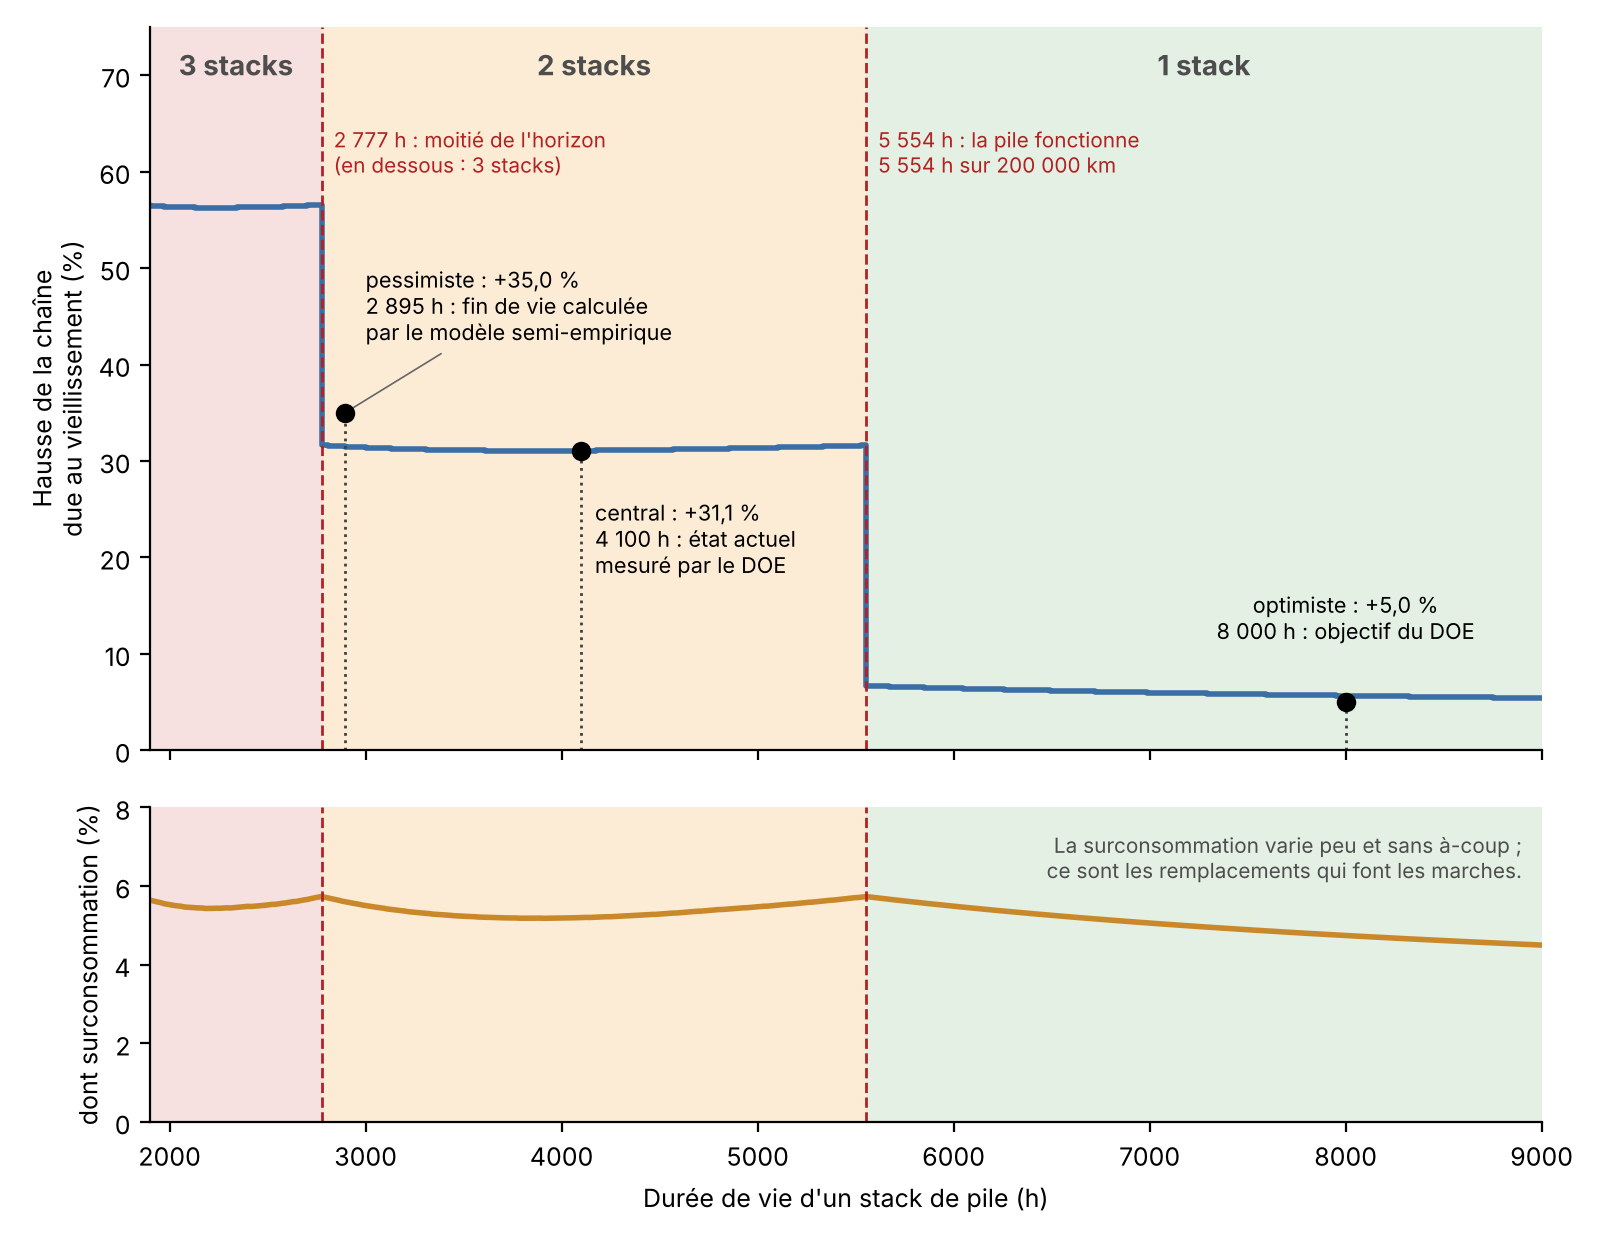 3 stacks
2 stacks
1 stack
2 777 h : moitié de l'horizon
(en dessous : 3 stacks)
5 554 h : la pile fonctionne
5 554 h sur 200 000 km
pessimiste : +35,0 %
2 895 h : fin de vie calculée
par le modèle semi-empirique
central : +31,1 %
4 100 h : état actuel
mesuré par le DOE
optimiste : +5,0 %
8 000 h : objectif du DOE
Hausse de la chaîne
due au vieillissement (%)
70
60
50
40
30
20
10
0
La surconsommation varie peu et sans à-coup ;
ce sont les remplacements qui font les marches.
dont surconsommation (%)
8
6
4
2
0
2000 3000 4000 5000 6000 7000 8000 9000
Durée de vie d'un stack de pile (h)